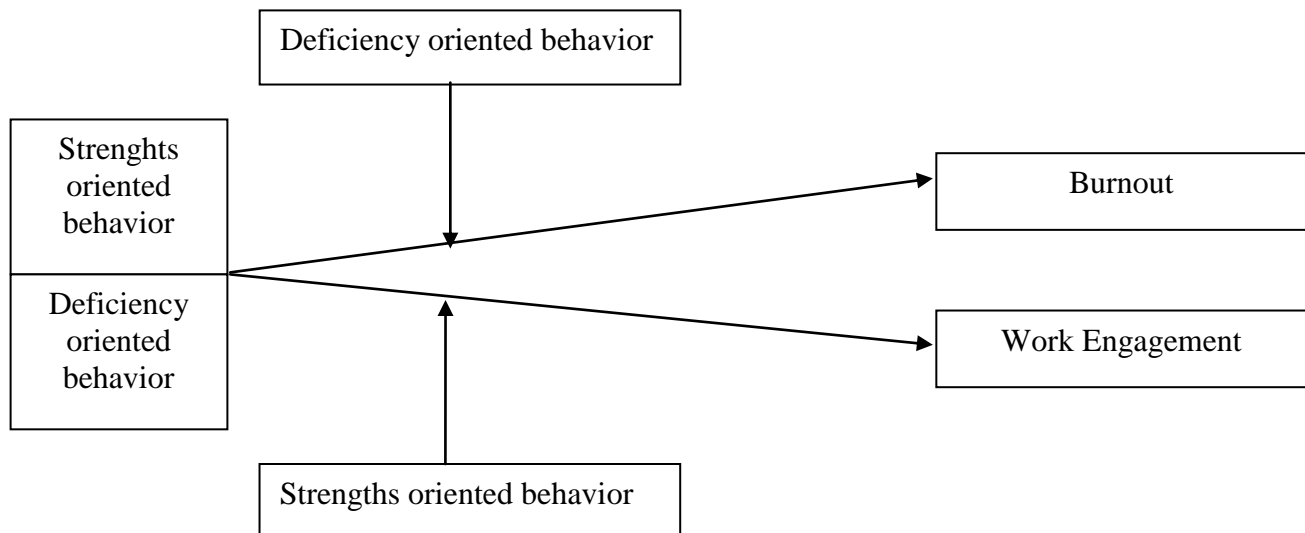 Deficiency oriented behavior
Strenghts
oriented
behavior
Burnout
Deficiency
oriented
behavior
Work Engagement
Strengths oriented behavior